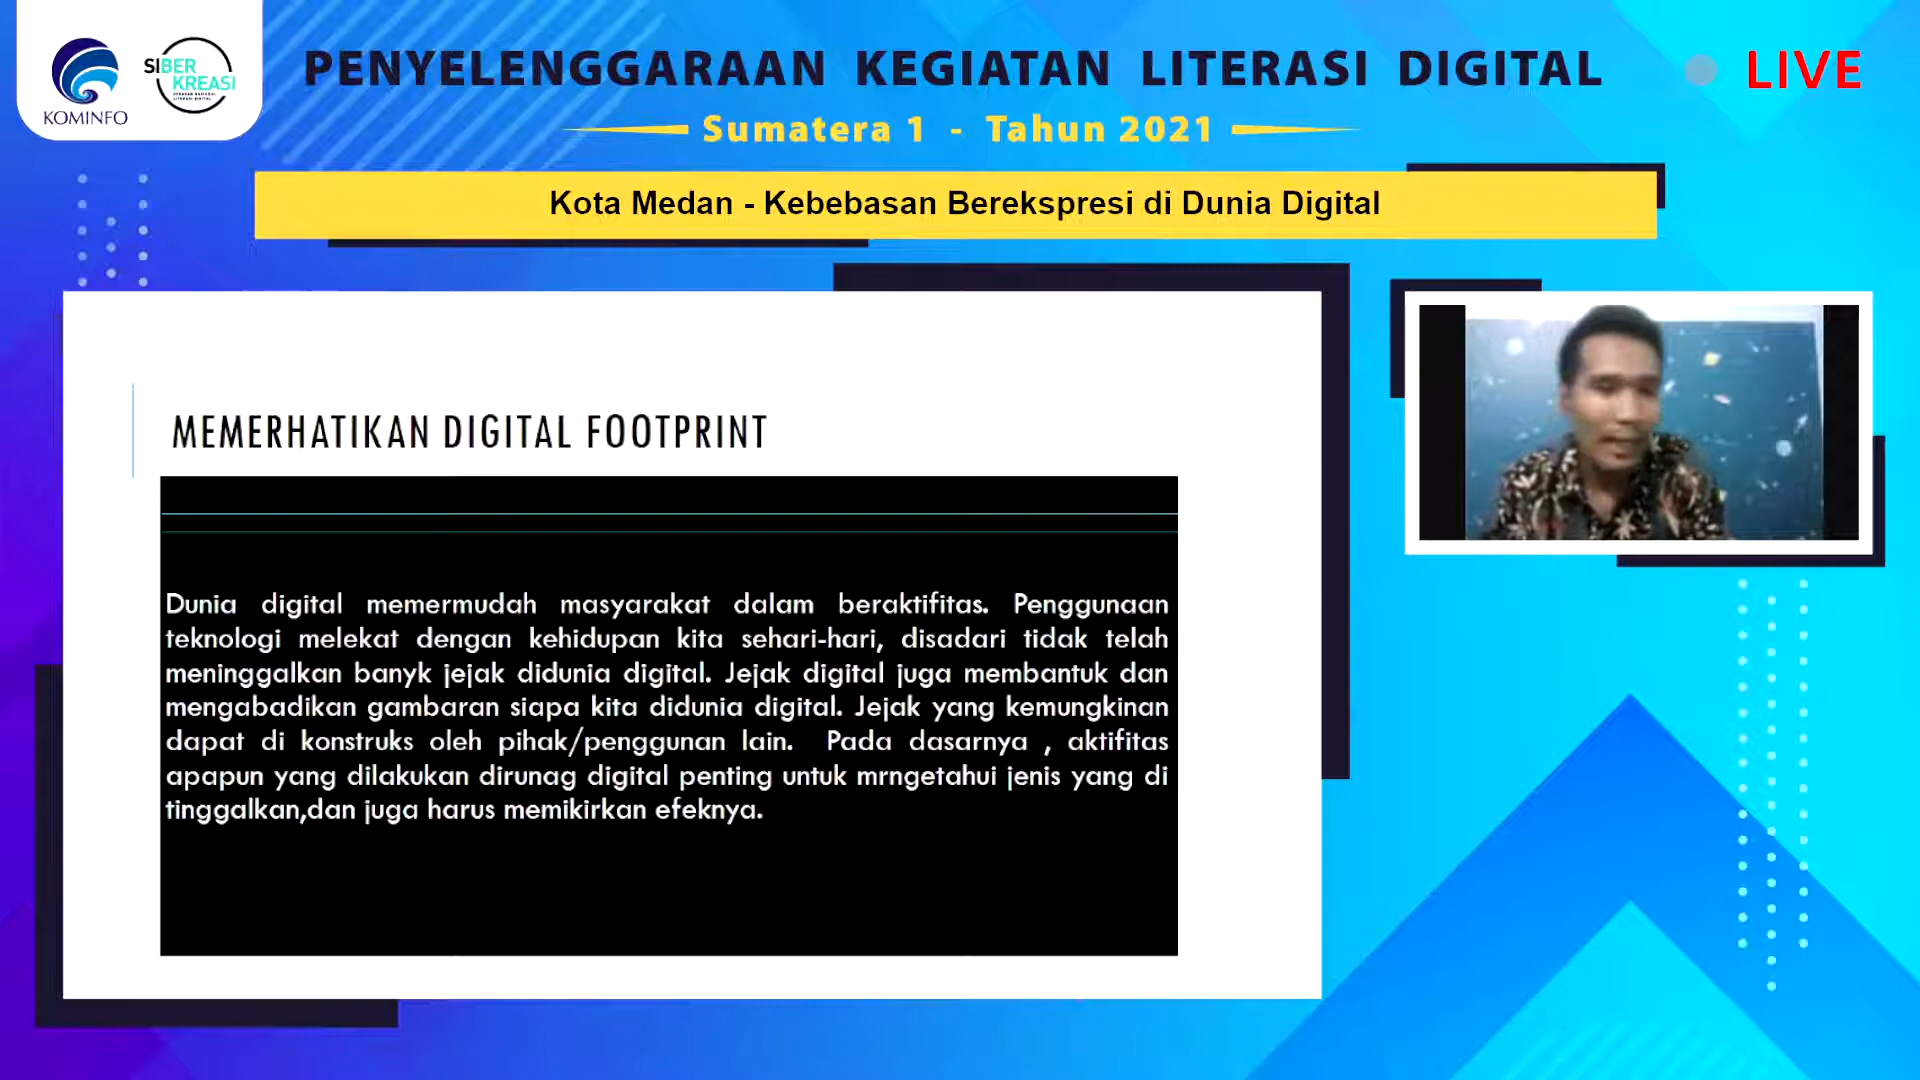 KOMINFO
SIBER
KREASI
PENYELENGGARAAN KEGIATAN LITERASI DIGITAL
LIVE
Sumatera 1 - Tahun 2021
Kota Medan - Kebebasan Berekspresi di Dunia Digital
MEMERHATIKAN DIGITAL FOOTPRINT
Dunia digital memermudah masyarakat dalam beraktifitas. Penggunaan
teknologi melekat dengan kehidupan kita sehari-hari, disadari tidak telah
meninggalkan banyk jejak didunia digital. Jejak digital juga membantuk dan
mengabadikan gambaran siapa kita didunia digital. Jejak yang kemungkinan
dapat di konstruks oleh pihak/penggunan lain. Pada dasarnya , aktifitas
apapun yang dilakukan dirunag digital penting untuk mrngetahui jenis yang di
tinggalkan,dan juga harus memikirkan efeknya.